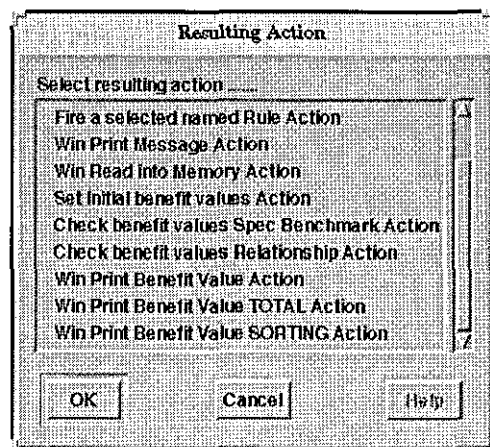 Resulting Action
Select resulting action .......
Fire a selected named Rule Action
Win Print Message Action
Win Read into Memory Action
Set initial benefit values Action
Check benefit values Spec Benchmark Action
Check benefit values Relationship Action
Win Print Benefit Value Action
Win Print Benefit Value TOTAL Action
Win Print Benefit Value SORTING Action
OK Cancel Help